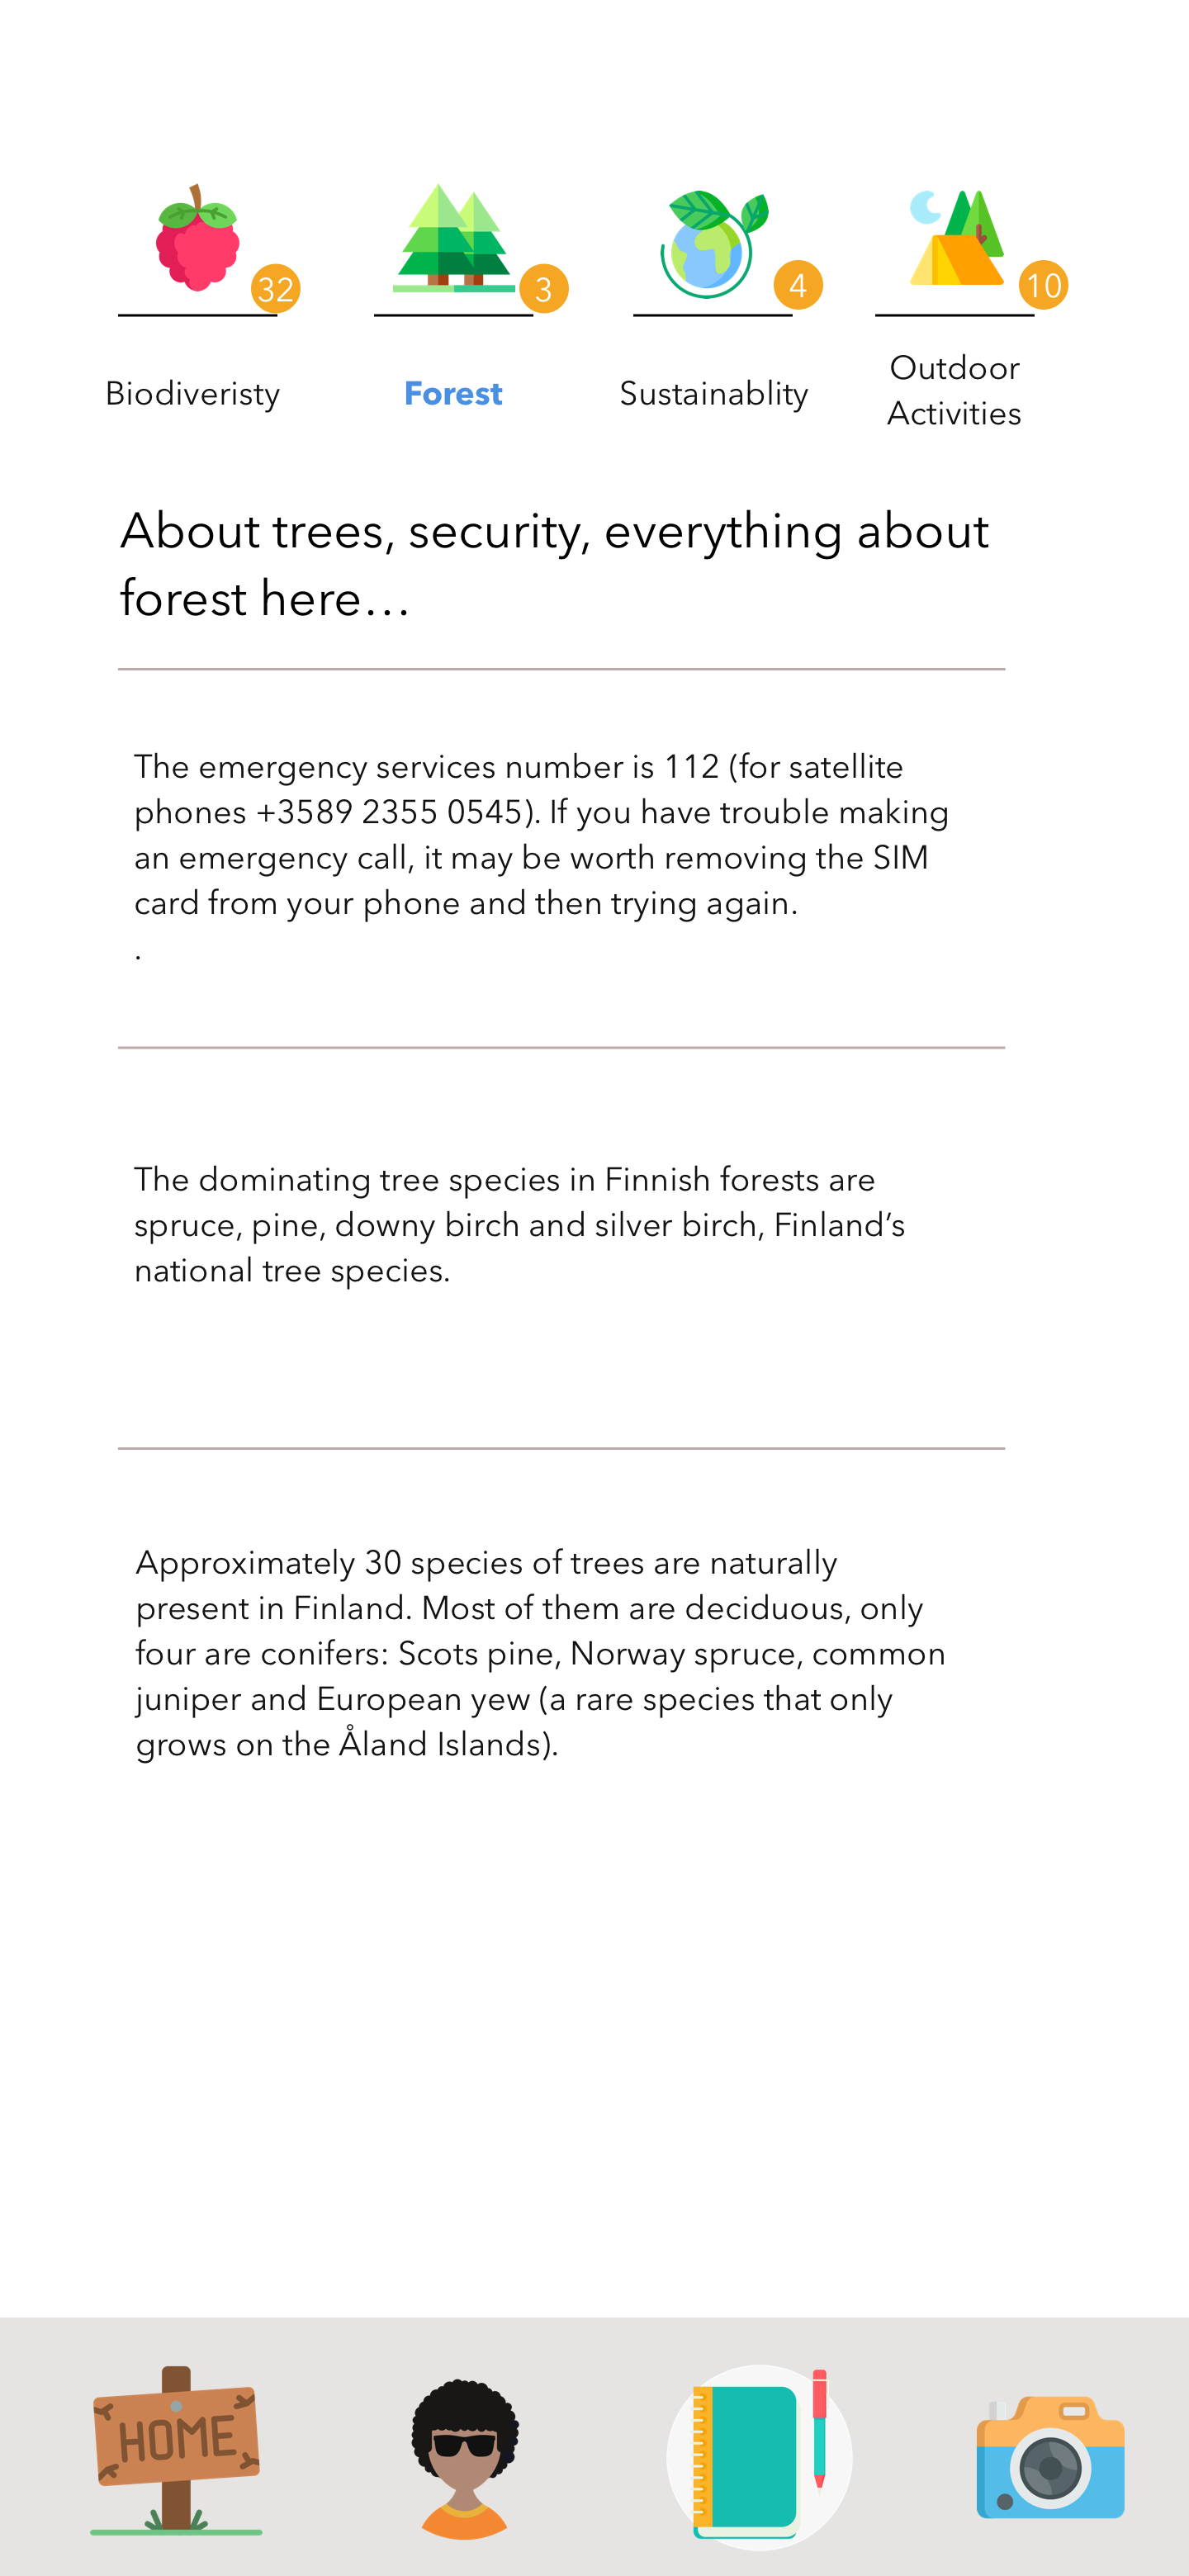 32
3
4
10
Biodiveristy
Forest
Sustainablity
Outdoor
Activities
About trees, security, everything about
forest here…
The emergency services number is 112 (for satellite
phones +3589 2355 0545). If you have trouble making
an emergency call, it may be worth removing the SIM
card from your phone and then trying again.
.
The dominating tree species in Finnish forests are
spruce, pine, downy birch and silver birch, Finland’s
national tree species.
Approximately 30 species of trees are naturally
present in Finland. Most of them are deciduous, only
four are conifers: Scots pine, Norway spruce, common
juniper and European yew (a rare species that only
grows on the Åland Islands).
HOME